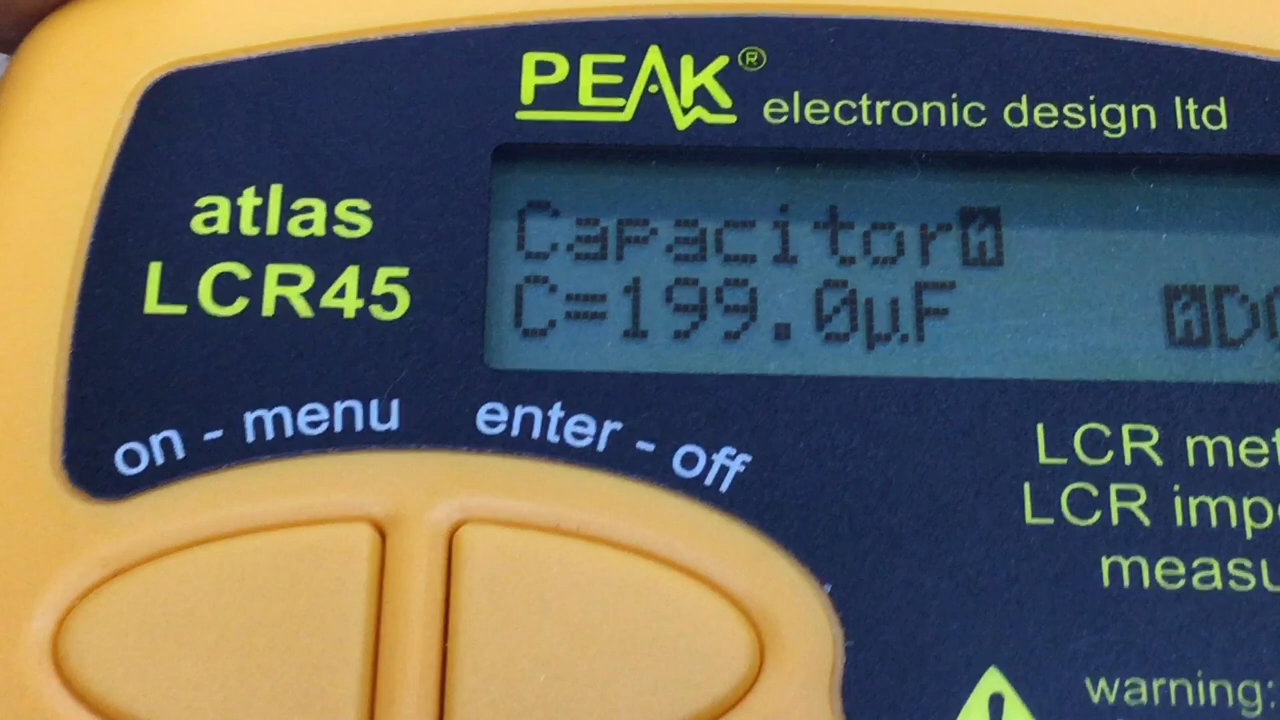 PEAK® electronic design ltd
atlas
LCR45
Capacitor
C=199.0µF
on - menu
enter - off
LCR
LCR
warning: